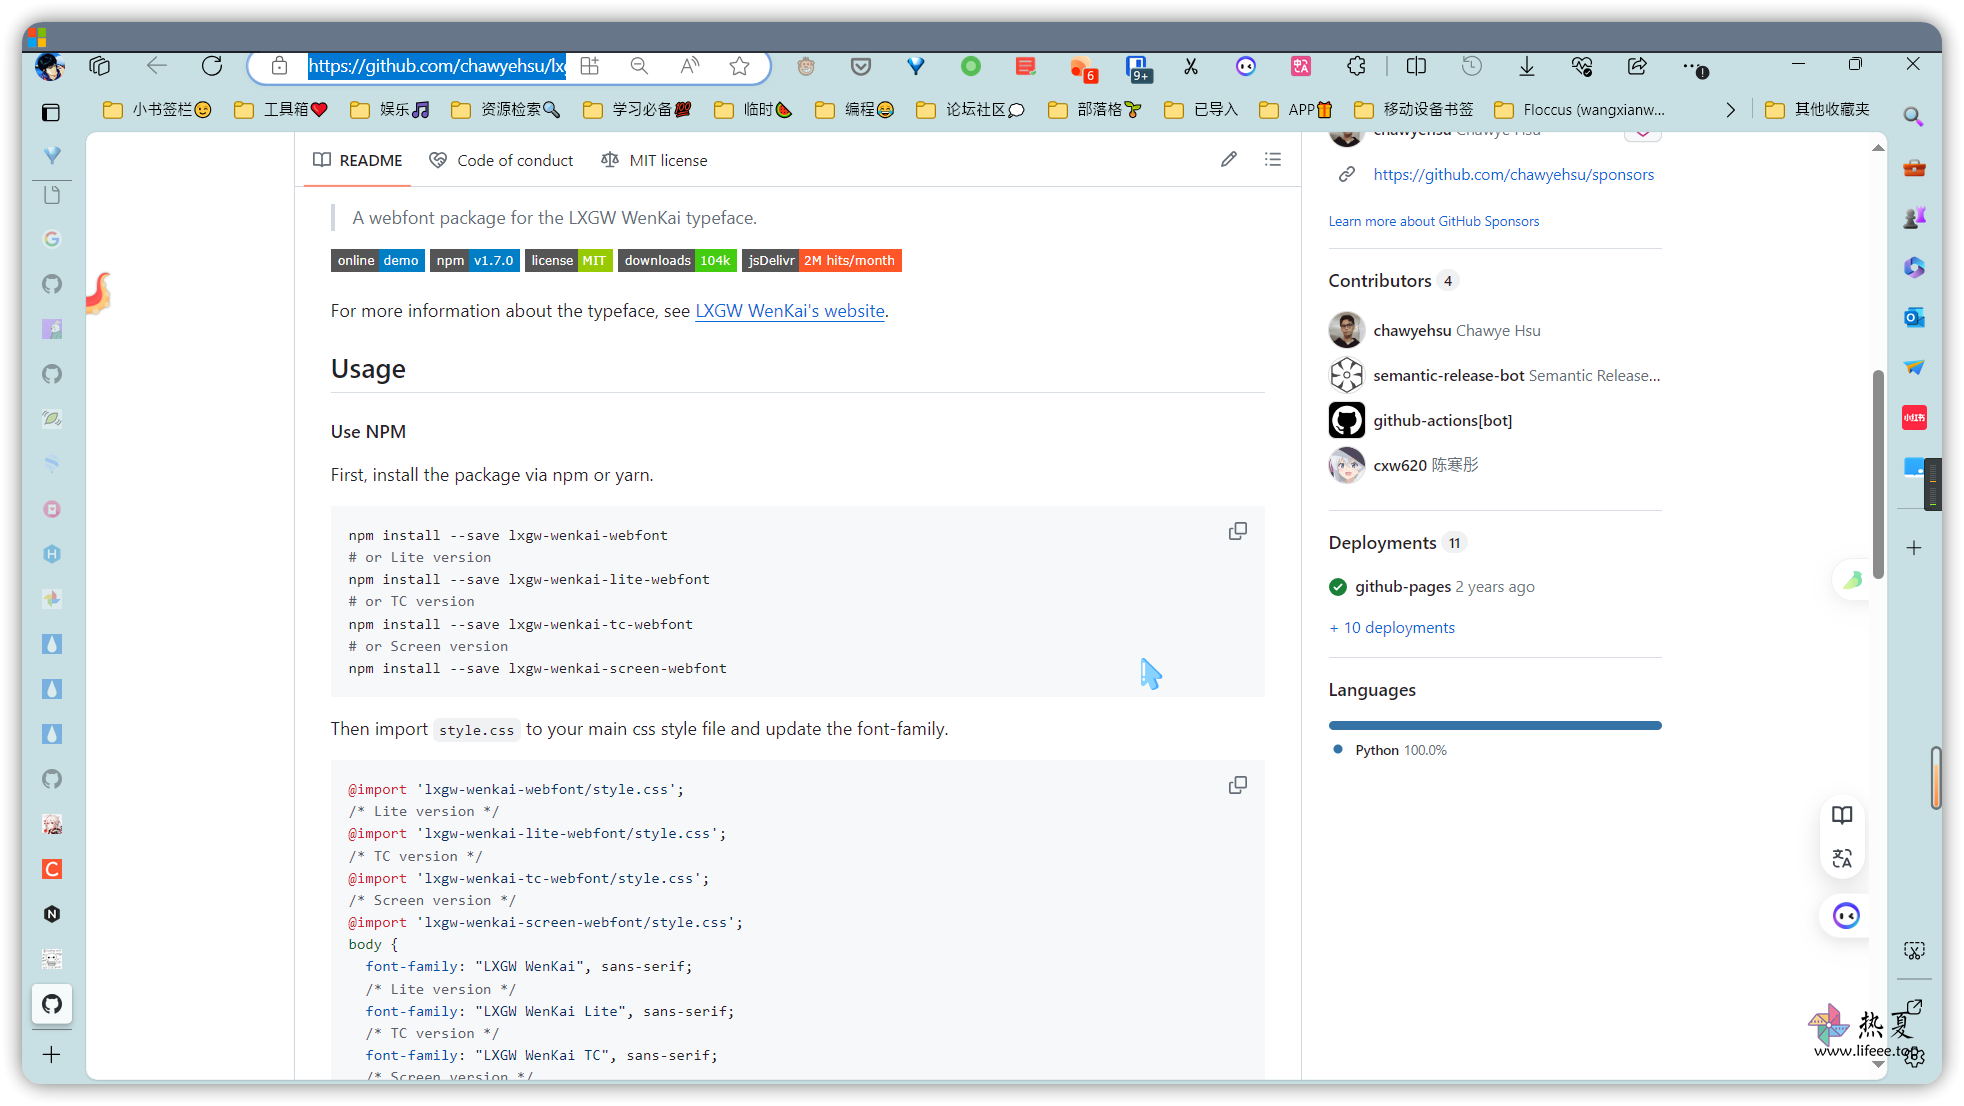 https://github.com/chawyehsu/lxg
6
9+
小书签栏😉
工具箱❤️
娱乐🎵
资源检索🔍
学习必备💯
临时🍉
编程😄
论坛社区💭
部落格🌱
已导入
APP🎁
移动设备书签
Floccus (wangxianw...
其他收藏夹
README
Code of conduct
MIT license
A webfont package for the LXGW WenKai typeface.
online demo
npm v1.7.0
license MIT
downloads 104k
jsDelivr 2M hits/month
For more information about the typeface, see LXGW WenKai's website.
Usage
Use NPM
First, install the package via npm or yarn.
npm install --save lxgw-wenkai-webfont
# or Lite version
npm install --save lxgw-wenkai-lite-webfont
# or TC version
npm install --save lxgw-wenkai-tc-webfont
# or Screen version
npm install --save lxgw-wenkai-screen-webfont
Then import style.css to your main css style file and update the font-family.
@import 'lxgw-wenkai-webfont/style.css';
/* Lite version */
@import 'lxgw-wenkai-lite-webfont/style.css';
/* TC version */
@import 'lxgw-wenkai-tc-webfont/style.css';
/* Screen version */
@import 'lxgw-wenkai-screen-webfont/style.css';
body {
font-family: "LXGW WenKai", sans-serif;
/* Lite version */
font-family: "LXGW WenKai Lite", sans-serif;
/* TC version */
font-family: "LXGW WenKai TC", sans-serif;
/* Screen version */
chawyehsu Chawye Hsu
https://github.com/chawyehsu/sponsors
Learn more about GitHub Sponsors
Contributors 4
chawyehsu Chawye Hsu
semantic-release-bot Semantic Release...
github-actions[bot]
cxw620 陈寒彤
Deployments 11
github-pages 2 years ago
+ 10 deployments
Languages
Python 100.0%
小红书
热夏
www.lifeee.top